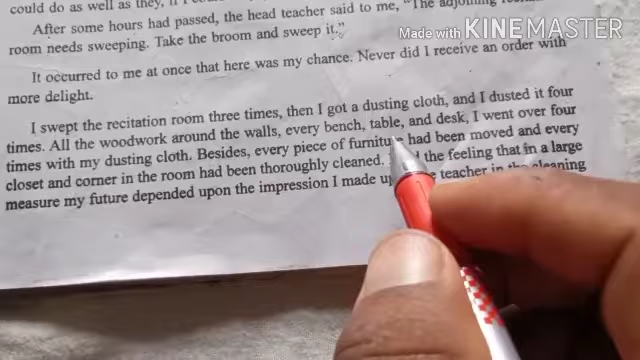 could do as well as they, if I
After some hours had passed, the head teacher said to me, "The adjoining
room needs sweeping. Take the broom and sweep it."
It occurred to me at once that here was my chance. Never did I receive an order with
more delight.
I swept the recitation room three times, then I got a dusting cloth, and I dusted it four
times. All the woodwork around the walls, every bench, table, and desk, I went over four
times with my dusting cloth. Besides, every piece of furniture had been moved and every
closet and corner in the room had been thoroughly cleaned. the feeling that in a large
measure my future depended upon the impression I made teacher in the cleaning
Made with KINEMASTER